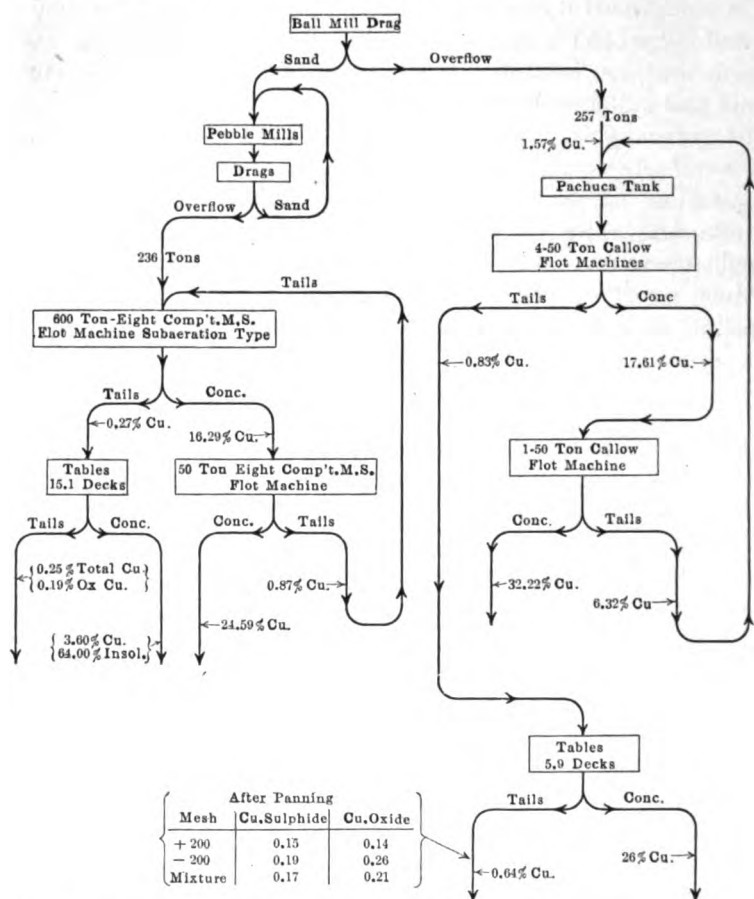 Ball Mill Drag
Sand
Overflow
257 Tons
1.57% Cu.
Pebble Mills
Drags
Pachuca Tank
Overflow
Sand
4-50 Ton Callow
Flot Machines
236 Tons
Tails
Tails
Conc
600 Ton-Eight Comp't.M.S.
Flot Machine Subaeration Type
0.83% Cu.
17.61% Cu.
Tails
Conc.
0.27% Cu.
16.29% Cu.
1-50 Ton Callow
Flot Machine
Tables
15.1 Decks
50 Ton Eight Comp't.M.S.
Flot Machine
Tails
Conc.
Conc.
Tails
Conc.
Tails
0.25% Total Cu.
0.19% Ox Cu.
0.87% Cu.
32.22% Cu.
6.32% Cu
24.59% Cu.
3.60% Cu.
64.00% Insol.
Tables
5.9 Decks
After Panning
Mesh Cu.Sulphide Cu.Oxide
+ 200 0.15 0.14
- 200 0.19 0.26
Mixture 0.17 0.21
Tails
Conc.
0.64% Cu.
26% Cu.